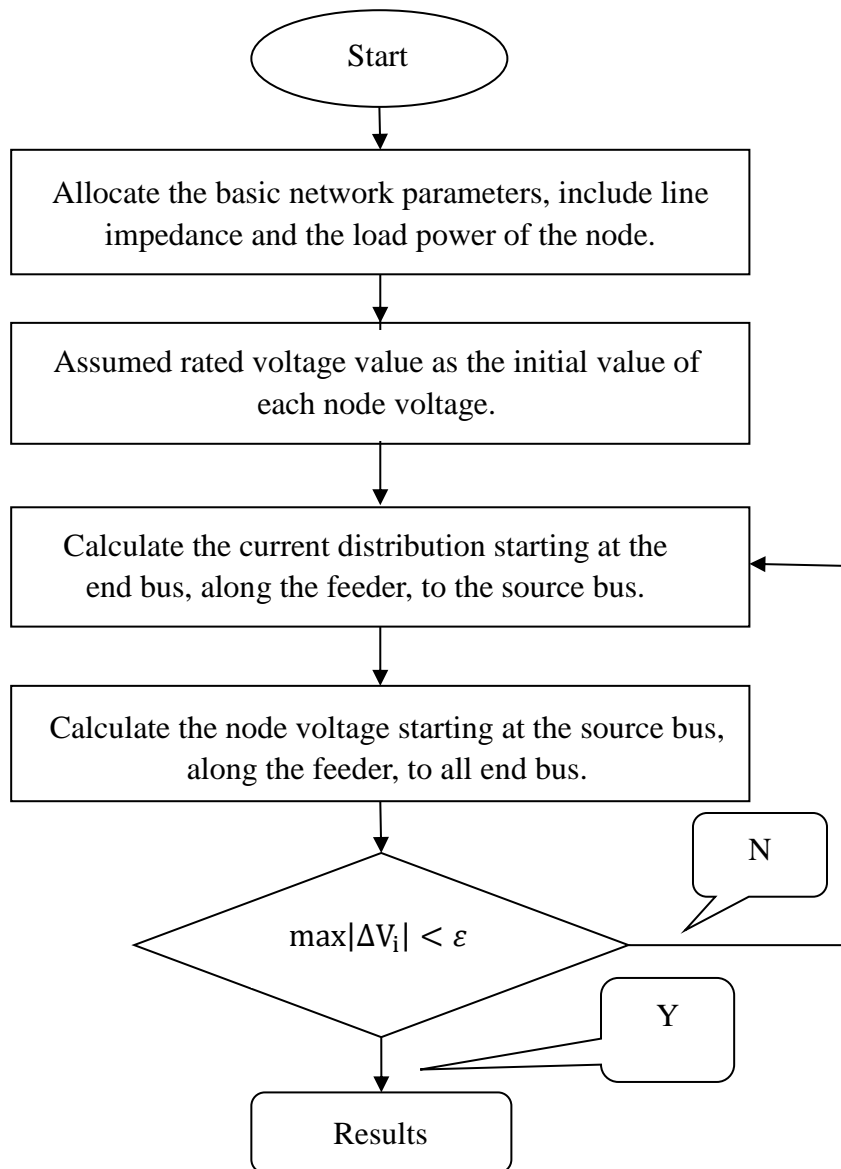 Start
Allocate the basic network parameters, include line
impedance and the load power of the node.
Assumed rated voltage value as the initial value of
each node voltage.
Calculate the current distribution starting at the
end bus, along the feeder, to the source bus.
Calculate the node voltage starting at the source bus,
along the feeder, to all end bus.
N
max|ΔVᵢ| < ε
Y
Results